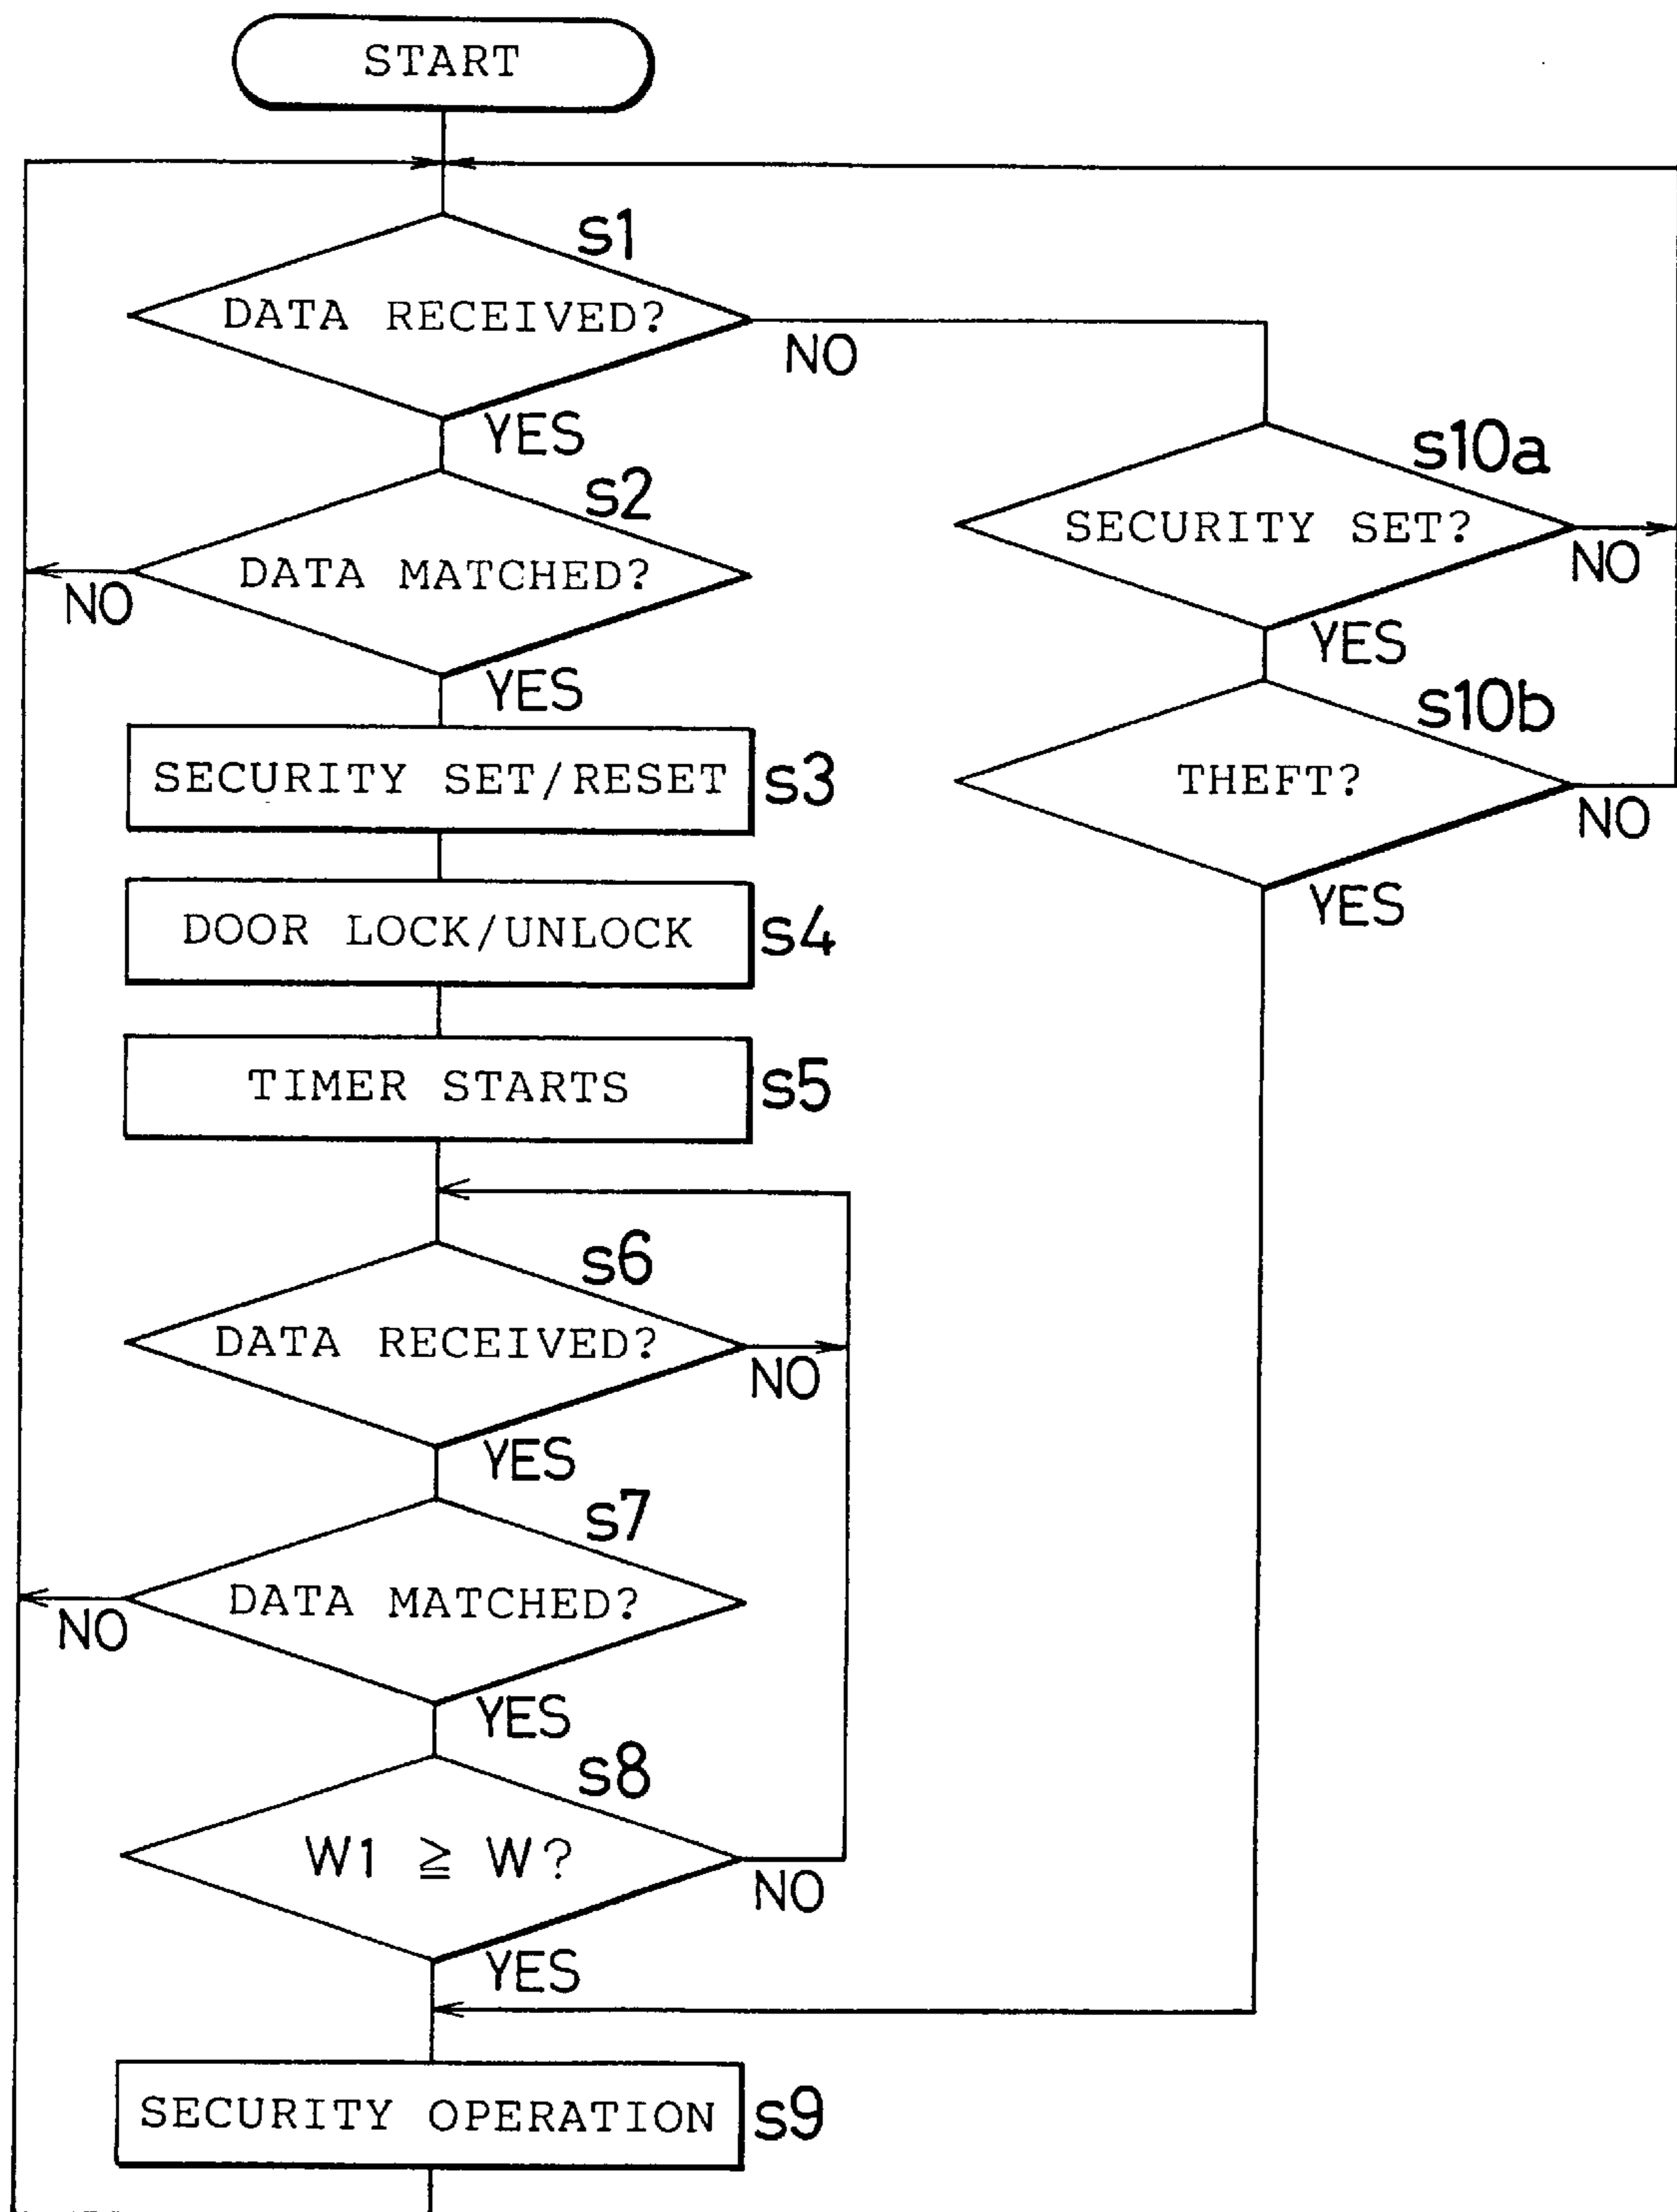 START
s1
DATA RECEIVED?
NO
YES
s10a
SECURITY SET?
NO
YES
s2
DATA MATCHED?
NO
YES
s10b
THEFT?
NO
YES
SECURITY SET/RESET
s3
DOOR LOCK/UNLOCK
s4
TIMER STARTS
s5
s6
DATA RECEIVED?
NO
YES
s7
DATA MATCHED?
NO
YES
s8
W1 ≧ W?
NO
YES
SECURITY OPERATION
s9